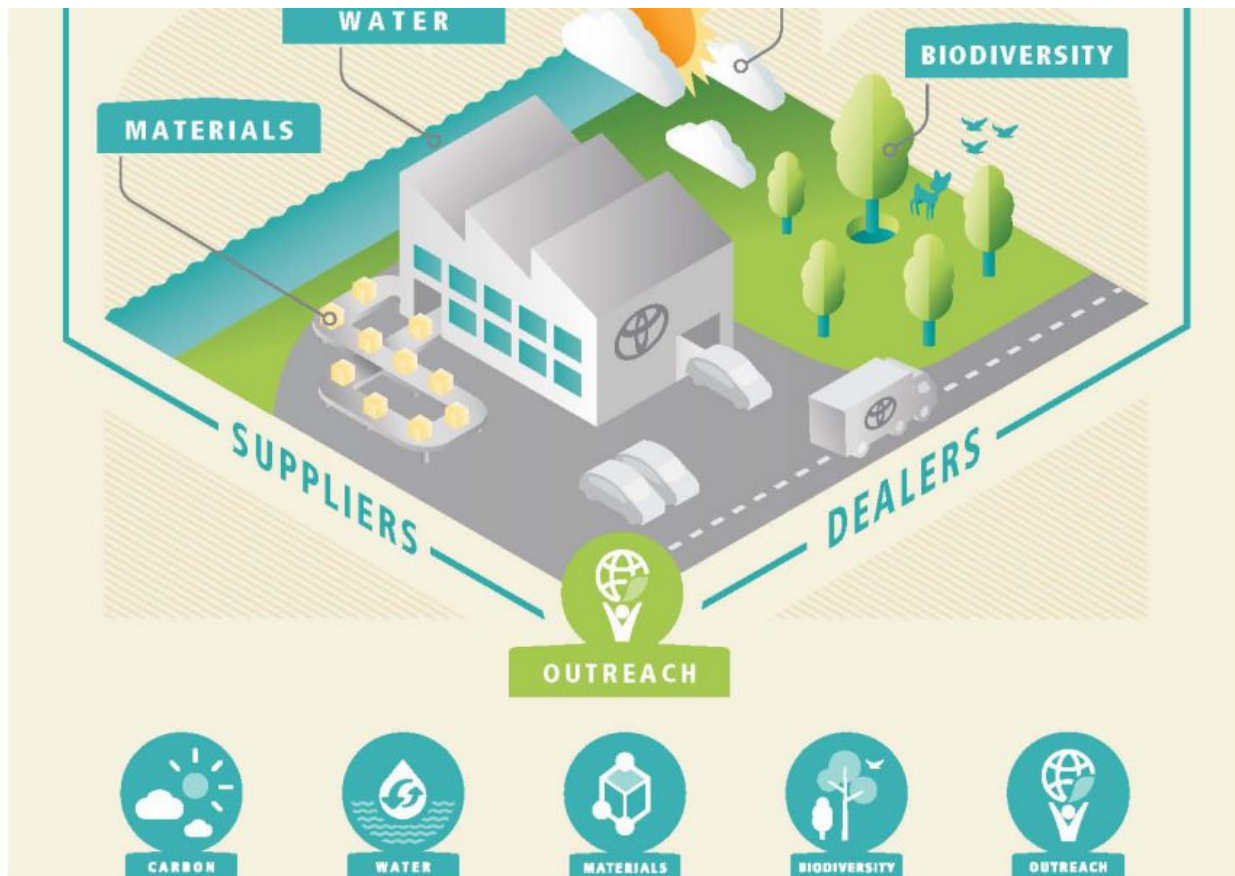 WATER
BIODIVERSITY
MATERIALS
SUPPLIERS
DEALERS
OUTREACH
CARBON
WATER
MATERIALS
BIODIVERSITY
OUTREACH